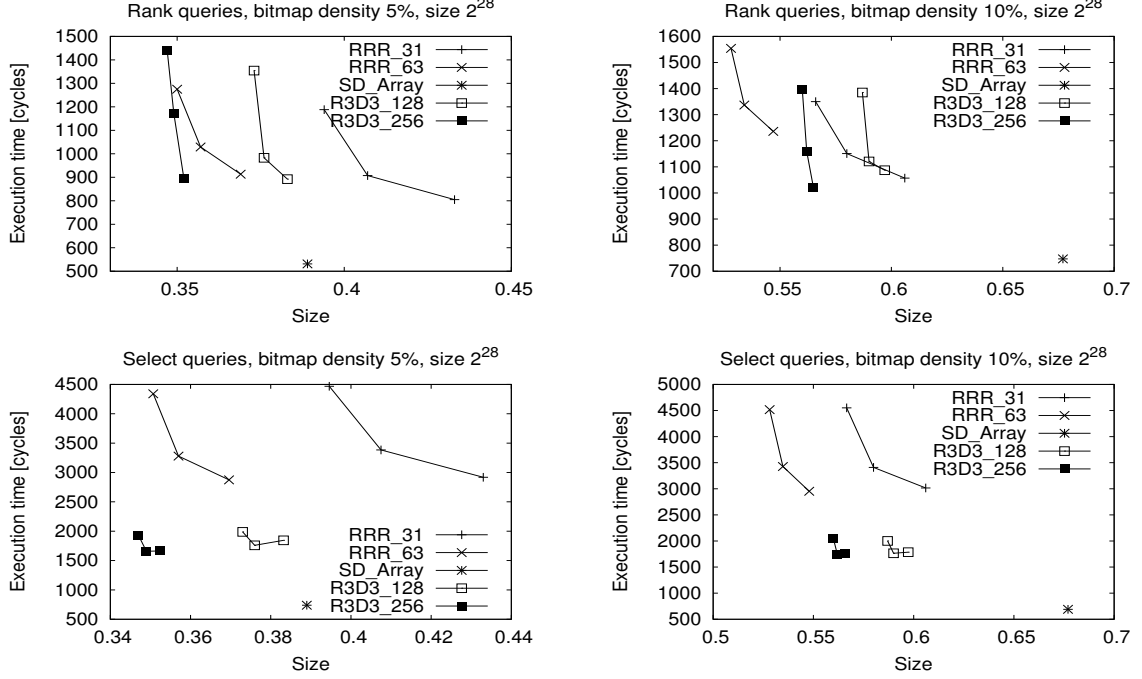 Rank queries, bitmap density 5%, size 2^28
Execution time [cycles]
1500
1400
1300
1200
1100
1000
900
800
700
600
500
0.35
0.4
0.45
Size
RRR_31
RRR_63
SD_Array
R3D3_128
R3D3_256
Rank queries, bitmap density 10%, size 2^28
Execution time [cycles]
1600
1500
1400
1300
1200
1100
1000
900
800
700
0.55
0.6
0.65
0.7
Size
RRR_31
RRR_63
SD_Array
R3D3_128
R3D3_256
Select queries, bitmap density 5%, size 2^28
Execution time [cycles]
4500
4000
3500
3000
2500
2000
1500
1000
500
0.34
0.36
0.38
0.4
0.42
0.44
Size
RRR_31
RRR_63
SD_Array
R3D3_128
R3D3_256
Select queries, bitmap density 10%, size 2^28
Execution time [cycles]
5000
4500
4000
3500
3000
2500
2000
1500
1000
500
0.5
0.55
0.6
0.65
0.7
Size
RRR_31
RRR_63
SD_Array
R3D3_128
R3D3_256